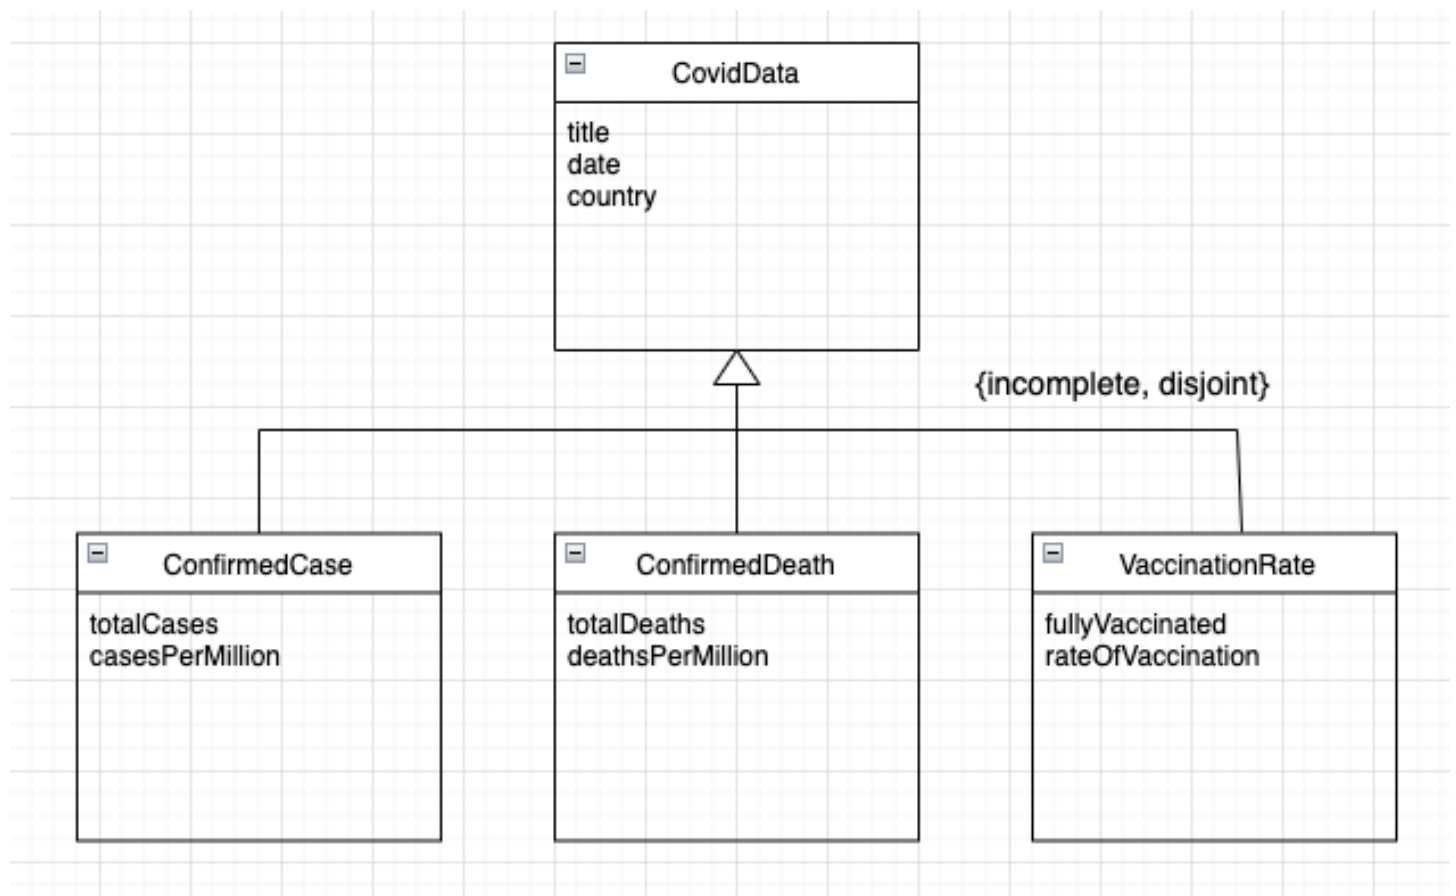 CovidData
title
date
country
{incomplete, disjoint}
ConfirmedCase
totalCases
casesPerMillion
ConfirmedDeath
totalDeaths
deathsPerMillion
VaccinationRate
fullyVaccinated
rateOfVaccination